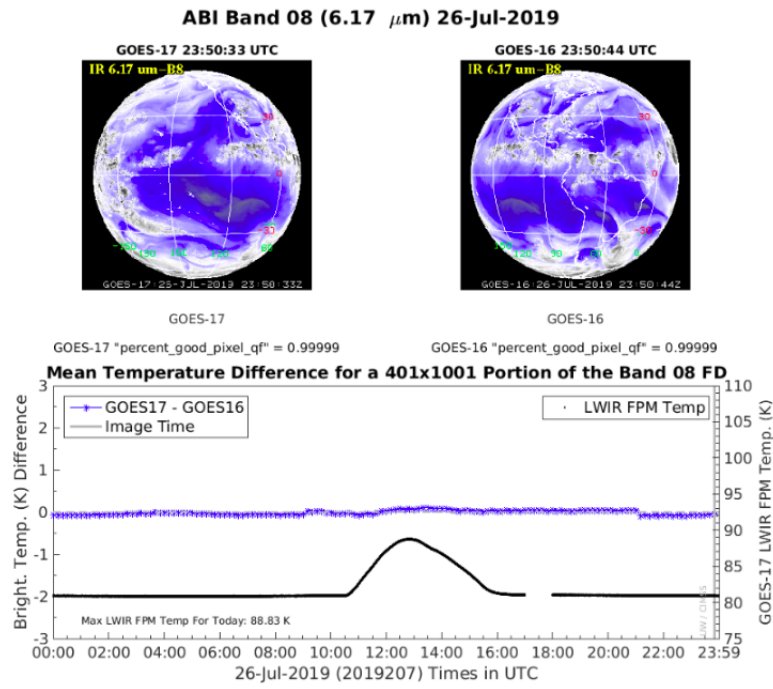 ABI Band 08 (6.17 μm) 26-Jul-2019
GOES-17 23:50:33 UTC
GOES-16 23:50:44 UTC
IR 6.17 um-B8
IR 6.17 um-B8
30
0
-30
30
0
-30
GOES-17:26-JUL-2019 23:50:33Z
GOES-16:26-JUL-2019 23:50:44Z
GOES-17
GOES-16
GOES-17 "percent_good_pixel_qf" = 0.99999
GOES-16 "percent_good_pixel_qf" = 0.99999
Mean Temperature Difference for a 401x1001 Portion of the Band 08 FD
GOES17 - GOES16
Image Time
LWIR FPM Temp
Bright. Temp. (K) Difference
3
2
1
0
-1
-2
-3
110
105
100
95
90
85
80
75
GOES-17 LWIR FPM Temp. (K)
Max LWIR FPM Temp For Today: 88.83 K
00:00 02:00 04:00 06:00 08:00 10:00 12:00 14:00 16:00 18:00 20:00 22:00 23:59
26-Jul-2019 (2019207) Times in UTC